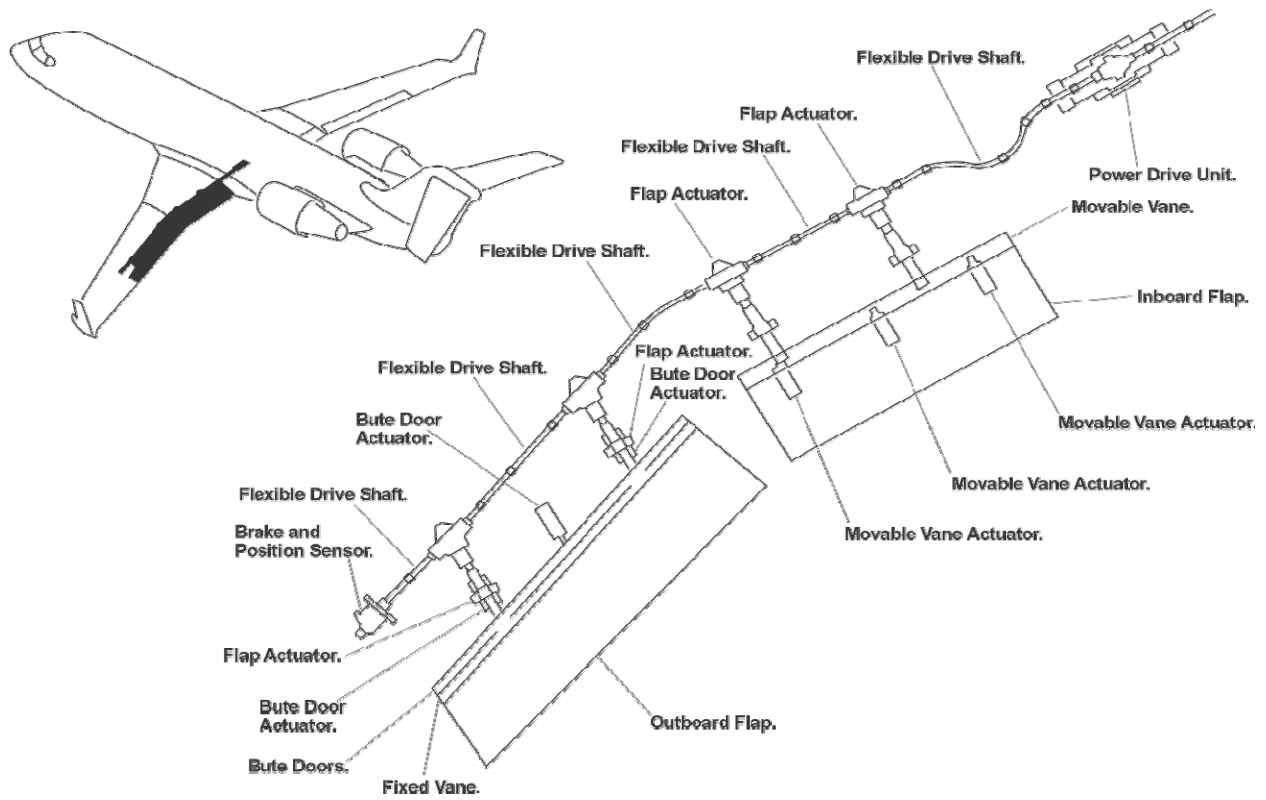 Flexible Drive Shaft.
Flap Actuator.
Flexible Drive Shaft.
Power Drive Unit.
Flap Actuator.
Movable Vane.
Flexible Drive Shaft.
Inboard Flap.
Flap Actuator.
Flexible Drive Shaft.
Bute Door
Actuator.
Bute Door
Actuator.
Movable Vane Actuator.
Movable Vane Actuator.
Flexible Drive Shaft.
Brake and
Position Sensor.
Movable Vane Actuator.
Flap Actuator.
Bute Door
Actuator.
Outboard Flap.
Bute Doors.
Fixed Vane.